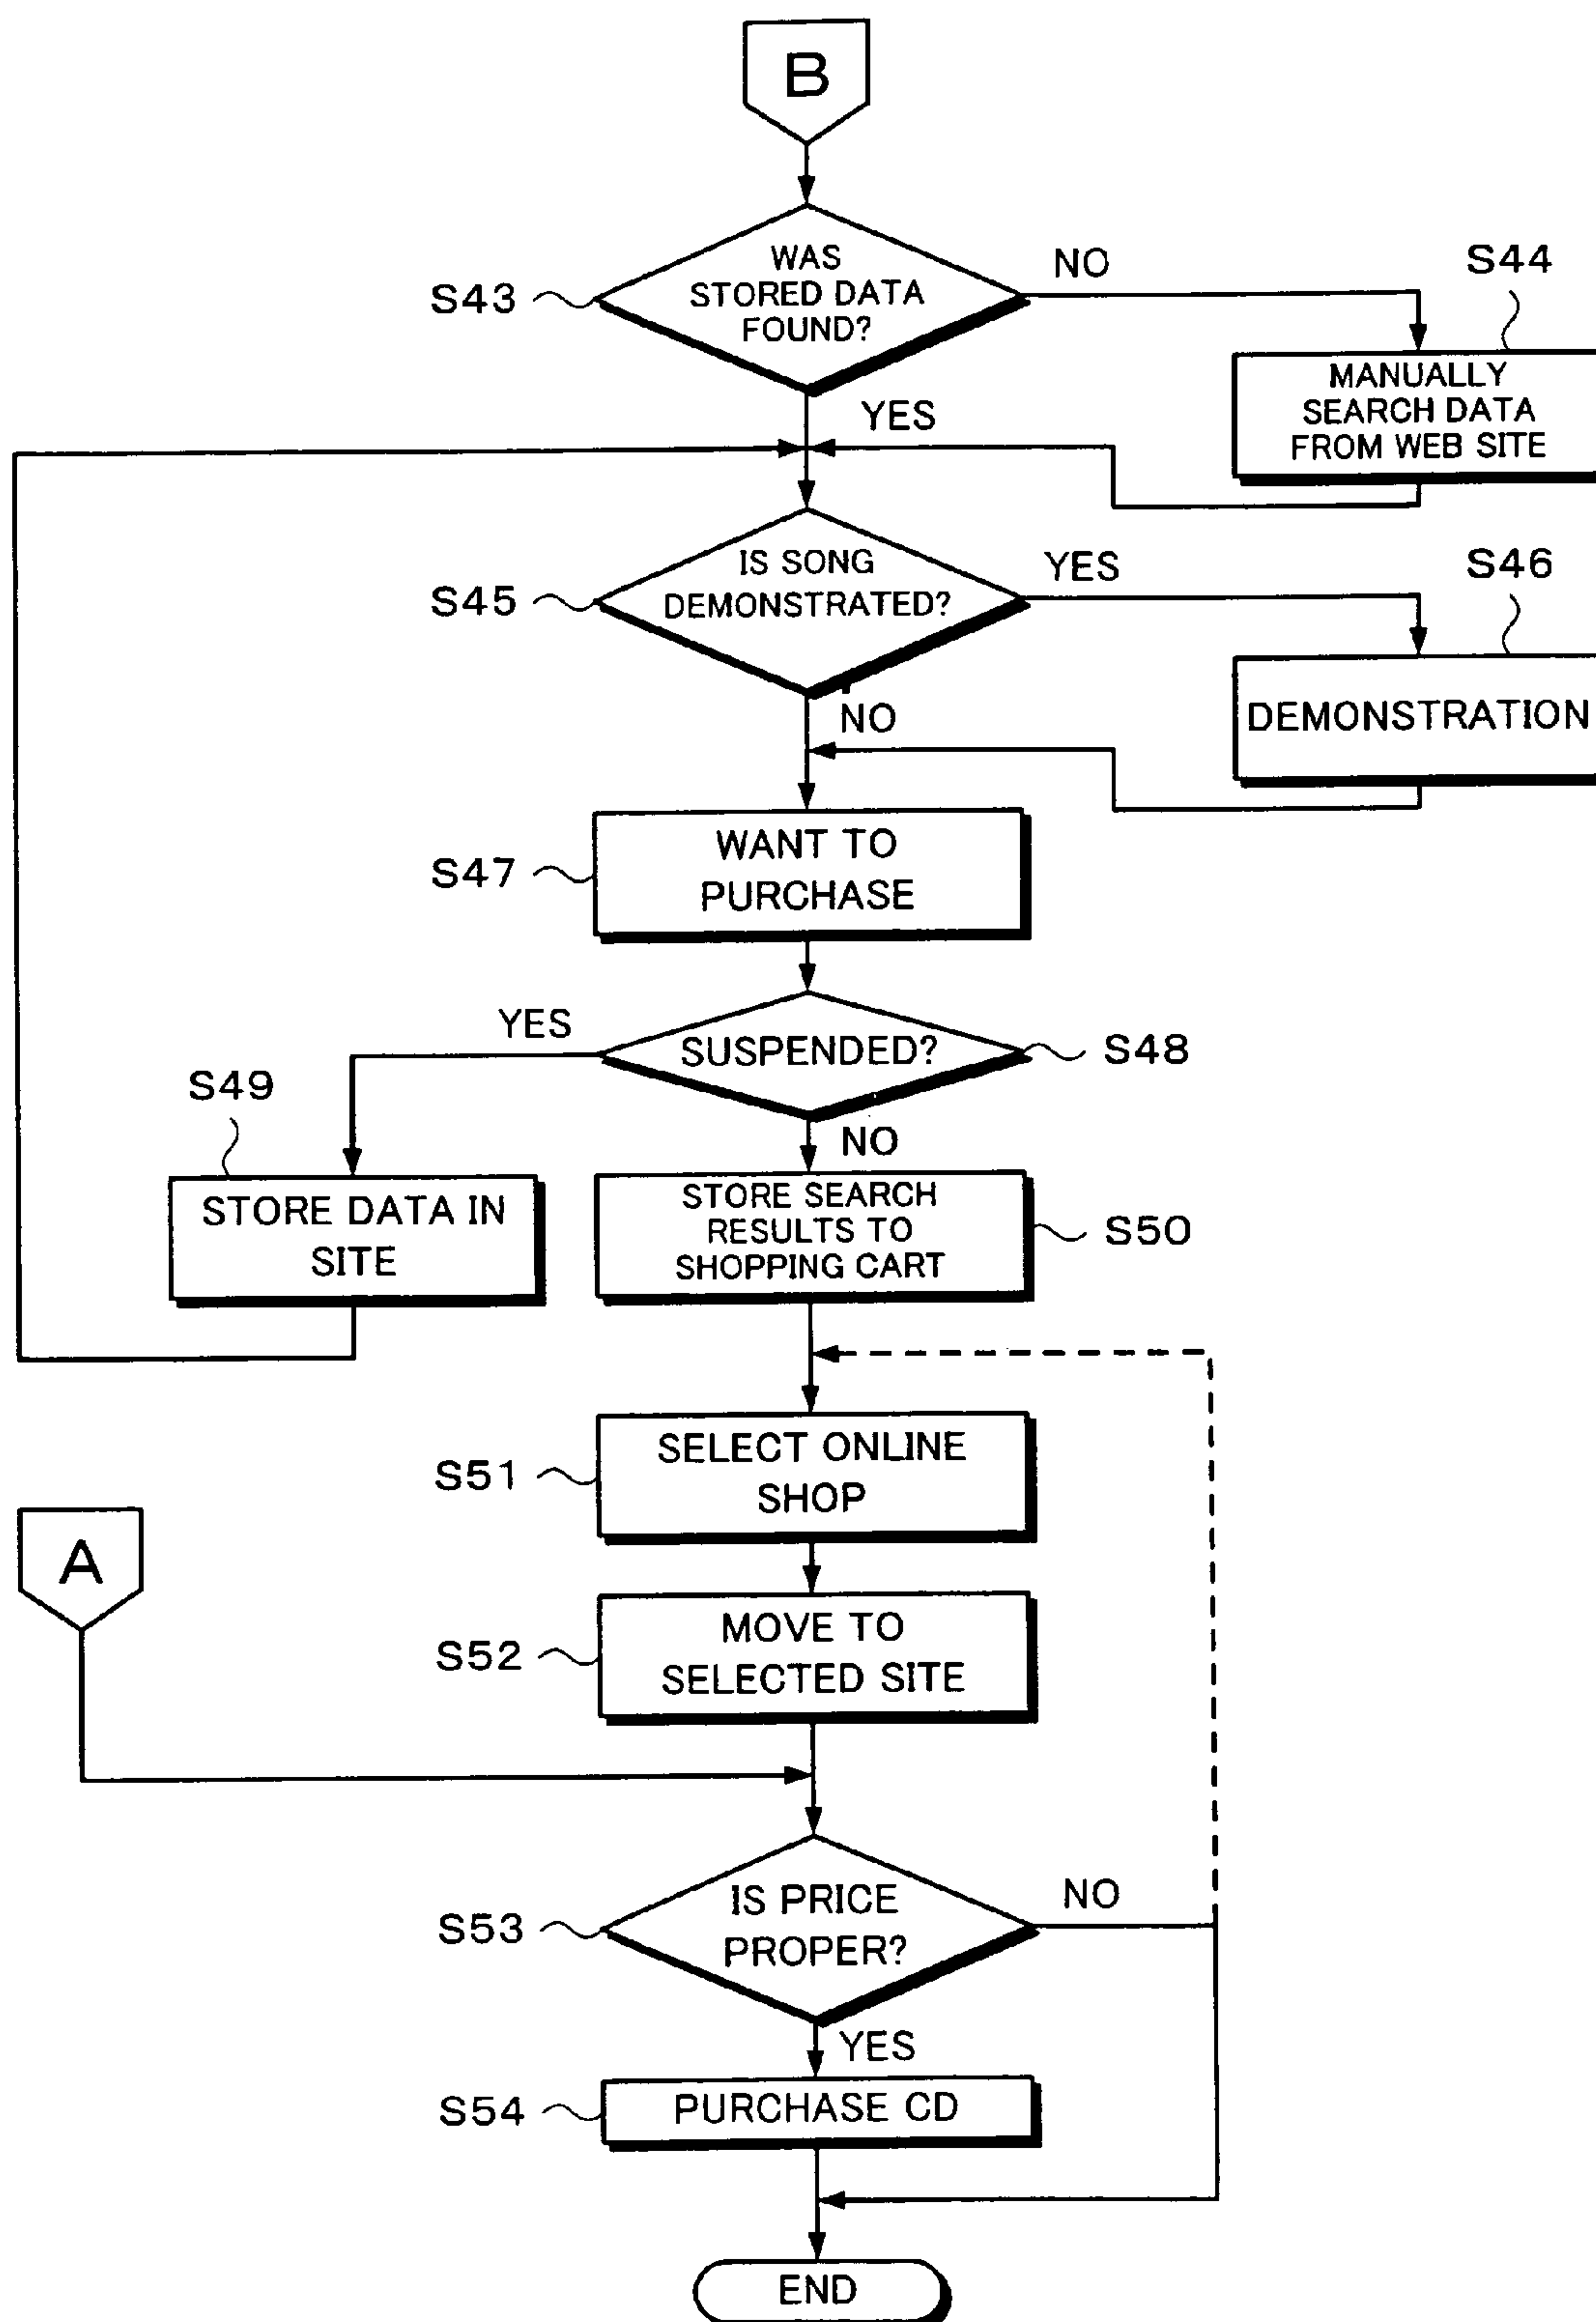 B
WAS
STORED DATA
FOUND?
S43
NO
S44
MANUALLY
SEARCH DATA
FROM WEB SITE
YES
IS SONG
DEMONSTRATED?
S45
YES
S46
DEMONSTRATION
NO
WANT TO
PURCHASE
S47
SUSPENDED?
S48
YES
S49
STORE DATA IN
SITE
NO
STORE SEARCH
RESULTS TO
SHOPPING CART
S50
SELECT ONLINE
SHOP
S51
A
MOVE TO
SELECTED SITE
S52
IS PRICE
PROPER?
S53
NO
YES
PURCHASE CD
S54
END